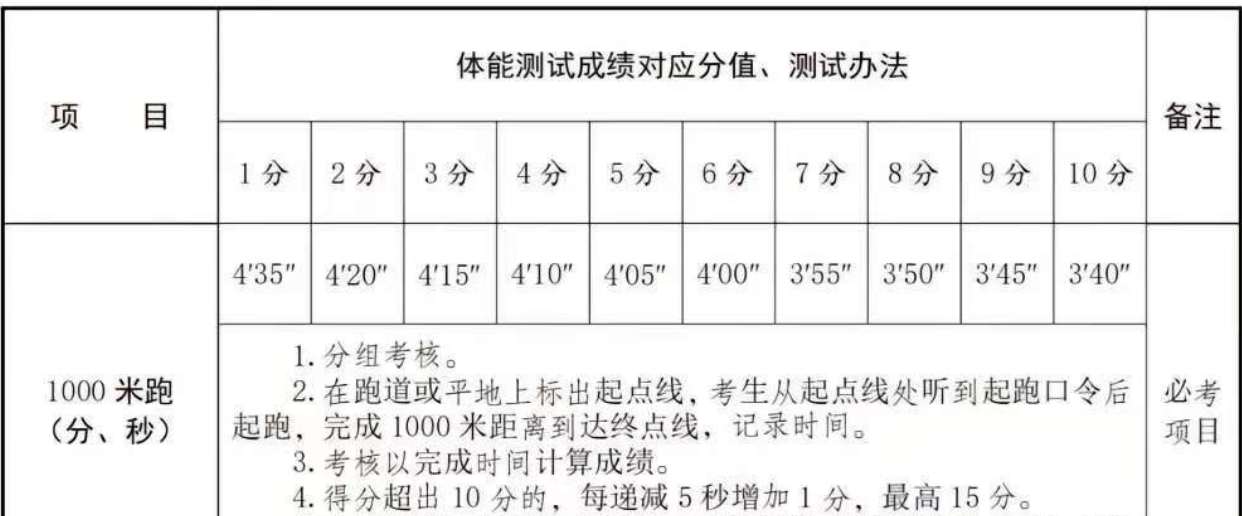 体能测试成绩对应分值、测试办法
项 目
备注
1分 2分 3分 4分 5分 6分 7分 8分 9分 10分
4′35″ 4′20″ 4′15″ 4′10″ 4′05″ 4′00″ 3′55″ 3′50″ 3′45″ 3′40″
1000米跑
（分、秒）
1.分组考核。
2.在跑道或平地上标出起点线，考生从起点线处听到起跑口令后
起跑，完成1000米距离到达终点线，记录时间。
3.考核以完成时间计算成绩。
4.得分超出10分的，每递减5秒增加1分，最高15分。
必考
项目